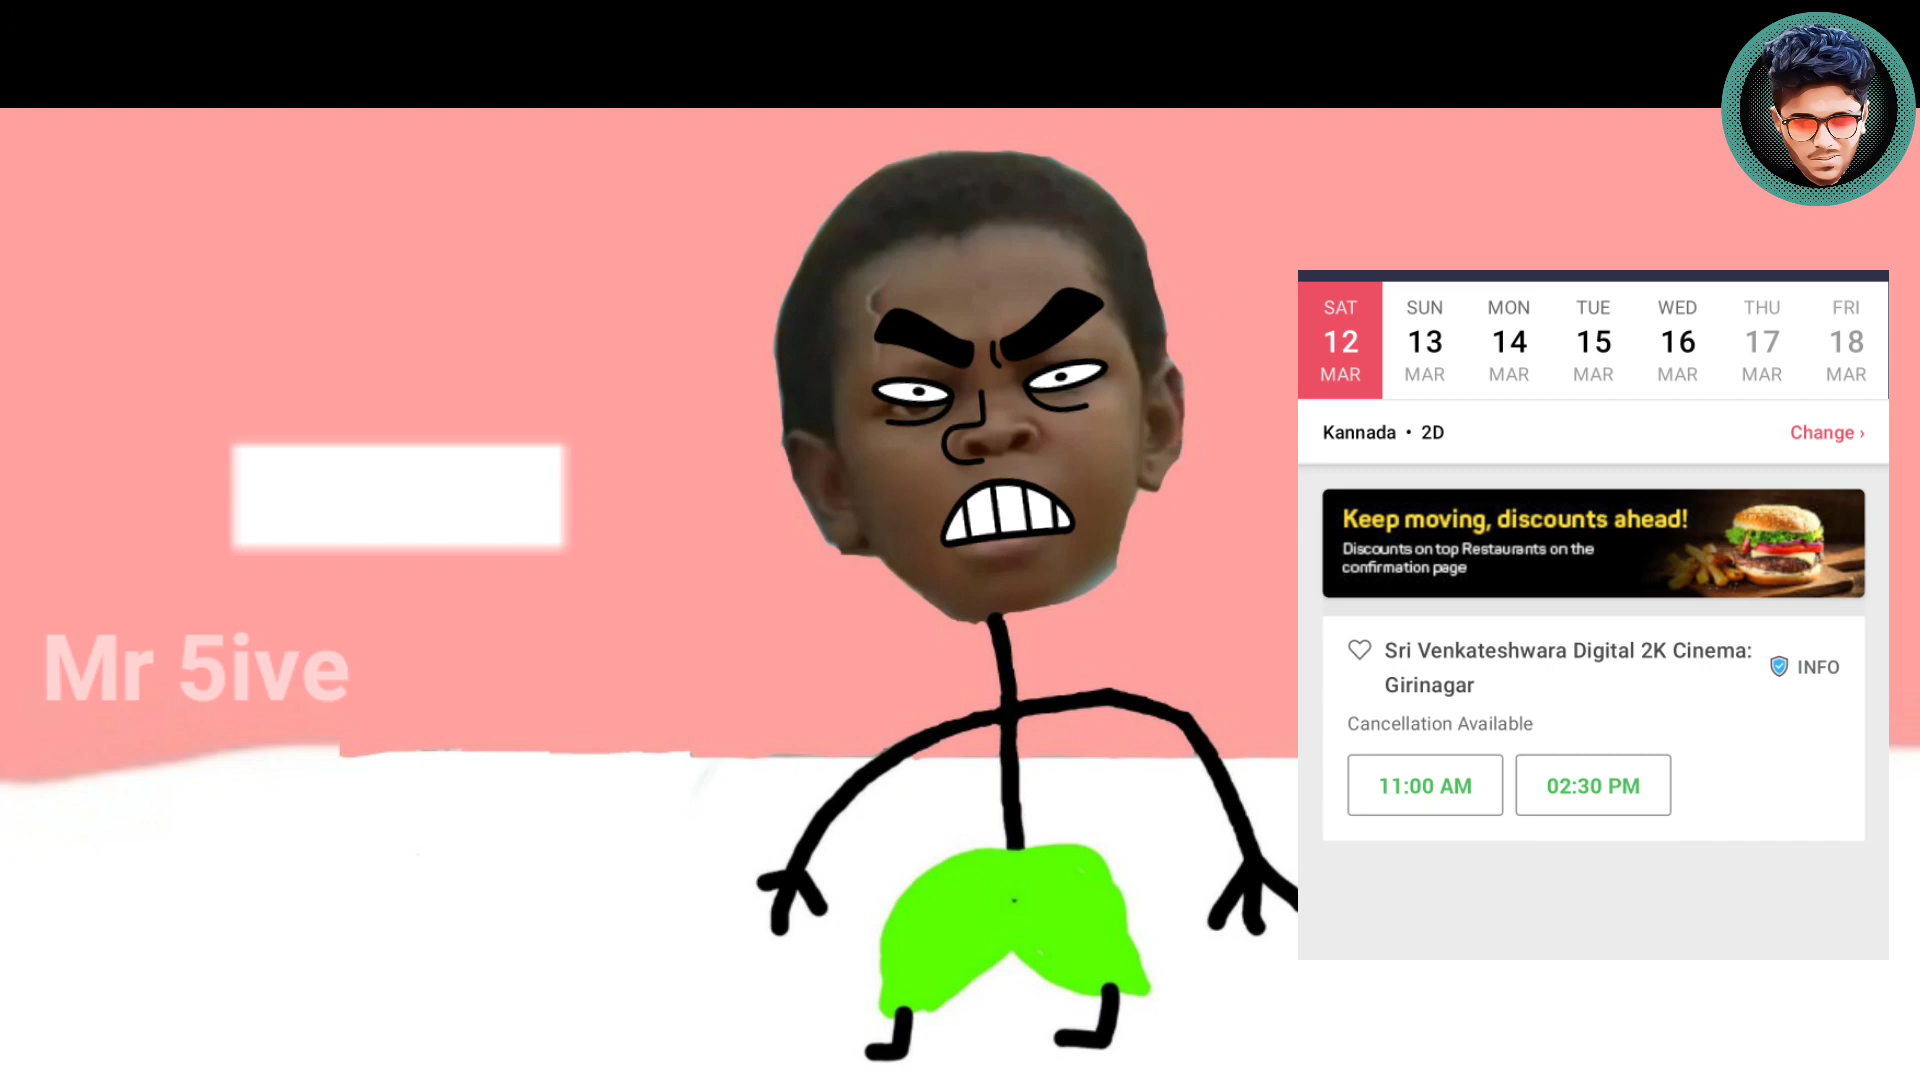 Mr 5ive
SAT SUN MON TUE WED THU FRI
12 13 14 15 16 17 18
MAR MAR MAR MAR MAR MAR MAR
Kannada • 2D Change ›
Keep moving, discounts ahead!
Discounts on top Restaurants on the
confirmation page
Sri Venkateshwara Digital 2K Cinema:
Girinagar
INFO
Cancellation Available
11:00 AM 02:30 PM